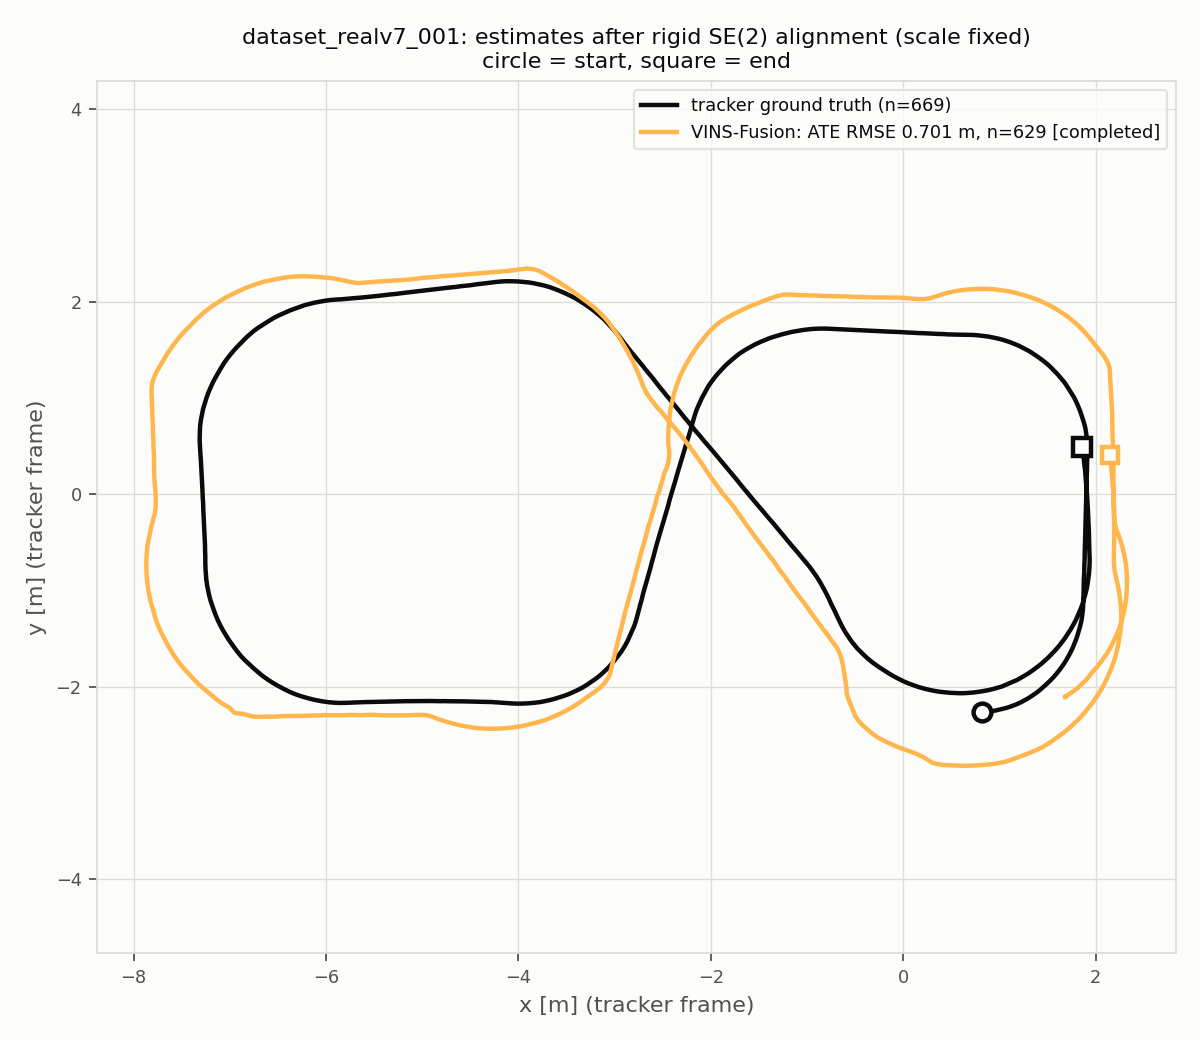 dataset_realv7_001: estimates after rigid SE(2) alignment (scale fixed)
circle = start, square = end
tracker ground truth (n=669)
VINS-Fusion: ATE RMSE 0.701 m, n=629 [completed]
4
2
0
−2
−4
y [m] (tracker frame)
−8
−6
−4
−2
0
2
x [m] (tracker frame)